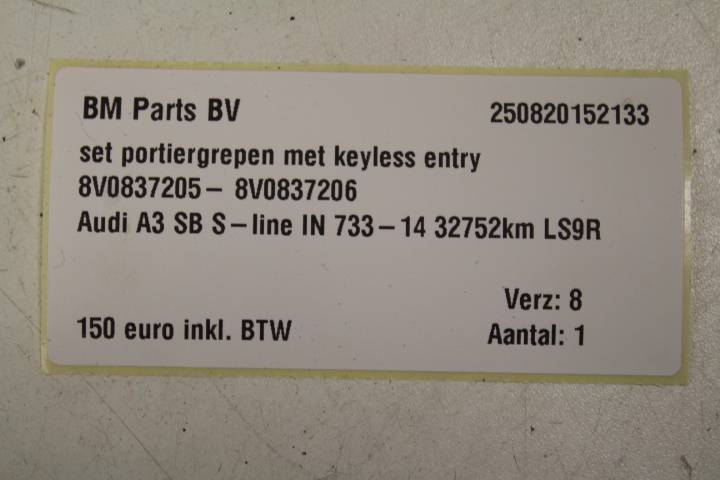 BM Parts BV 250820152133
set portiergrepen met keyless entry
8V0837205- 8V0837206
Audi A3 SB S-line IN 733-14 32752km LS9R
Verz: 8
150 euro inkl. BTW Aantal: 1